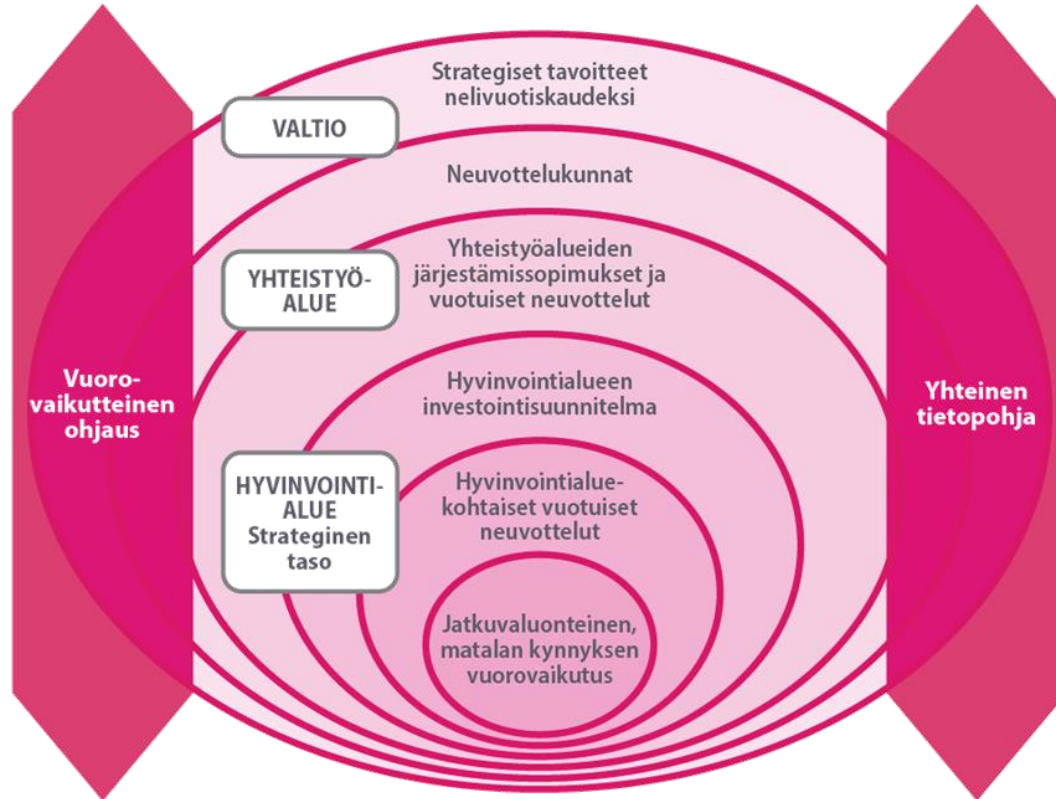 Strategiset tavoitteet
nelivuotiskaudeksi
VALTIO
Neuvottelukunnat
Yhteistyöalueiden
järjestämissopimukset ja
vuotuiset neuvottelut
YHTEISTYÖ-
ALUE
Hyvinvointialueen
investointisuunnitelma
Vuoro-
vaikutteinen
ohjaus
Yhteinen
tietopohja
HYVINVOINTI-
ALUE
Strateginen
taso
Hyvinvointialue-
kohtaiset vuotuiset
neuvottelut
Jatkuvaluonteinen,
matalan kynnyksen
vuorovaikutus